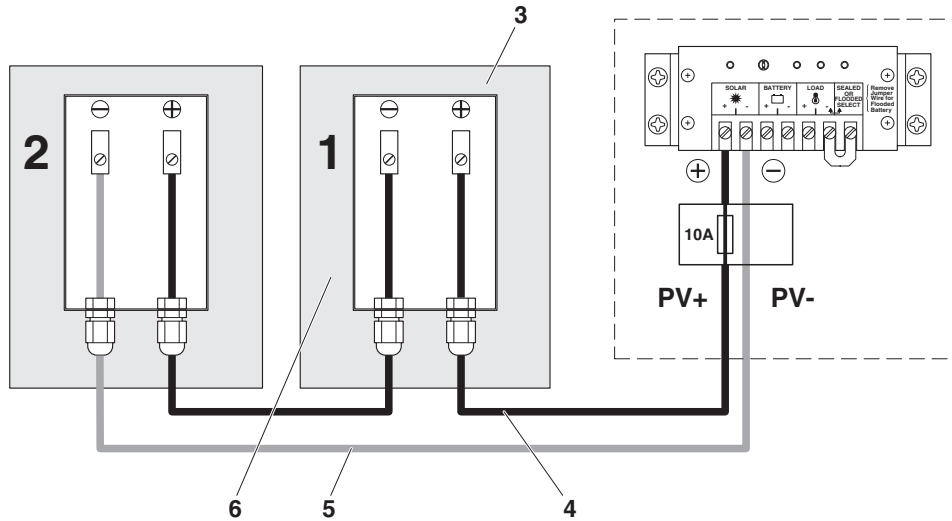 3
2
− +
1
− +
SOLAR
+ -
BATTERY
+ -
LOAD
+ -
SEALED
OR
FLOODED
SELECT
Remove
Jumper
Wire for
Flooded
Battery
+ −
10A
PV+ PV-
6 5 4